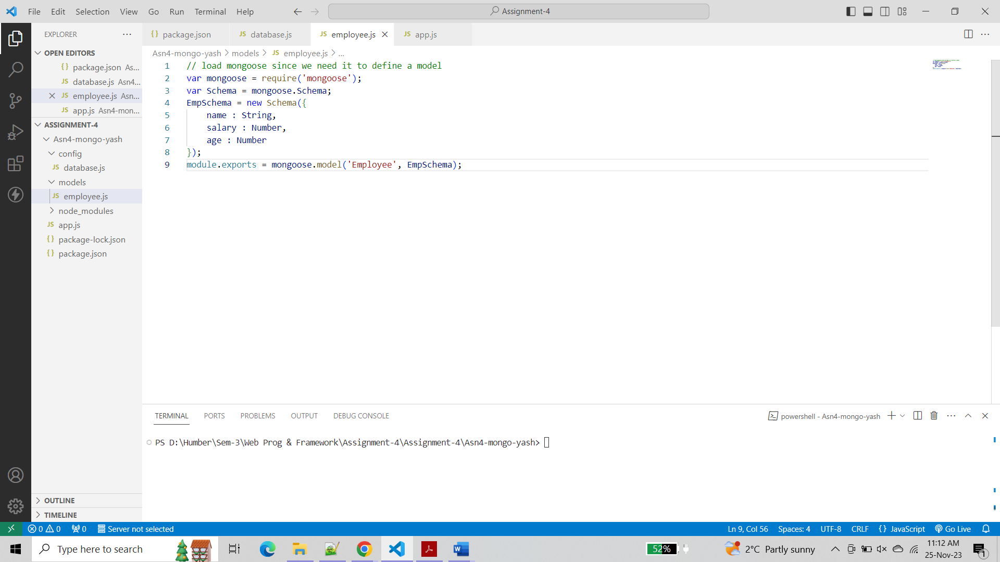 File Edit Selection View Go Run Terminal Help
Assignment-4
EXPLORER
package.json
database.js
employee.js
app.js
OPEN EDITORS
package.json As...
database.js Asn4...
employee.js Asn...
app.js Asn4-mon...
ASSIGNMENT-4
Asn4-mongo-yash
config
database.js
models
employee.js
node_modules
app.js
package-lock.json
package.json
OUTLINE
TIMELINE
Asn4-mongo-yash > models > JS employee.js > ...
1 // load mongoose since we need it to define a model
2 var mongoose = require('mongoose');
3 var Schema = mongoose.Schema;
4 EmpSchema = new Schema({
5 name : String,
6 salary : Number,
7 age : Number
8 });
9 module.exports = mongoose.model('Employee', EmpSchema);
TERMINAL PORTS PROBLEMS OUTPUT DEBUG CONSOLE
powershell - Asn4-mongo-yash
PS D:\Humber\Sem-3\Web Prog & Framework\Assignment-4\Assignment-4\Asn4-mongo-yash>
0 0 0 Server not selected
Ln 9, Col 56 Spaces: 4 UTF-8 CRLF {} JavaScript Go Live
Type here to search
52%
2°C Partly sunny
11:12 AM
25-Nov-23
1